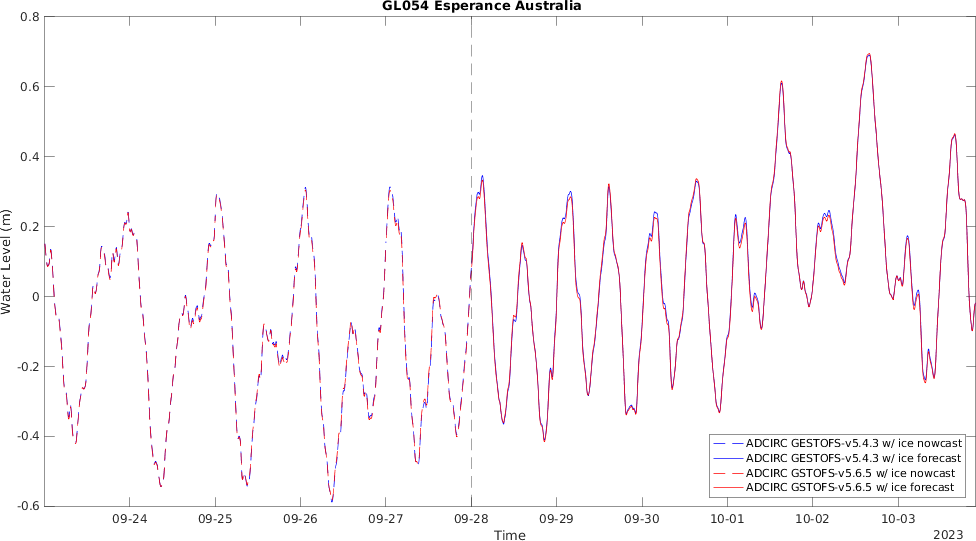 GL054 Esperance Australia
Water Level (m)
0.8
0.6
0.4
0.2
0
-0.2
-0.4
-0.6
ADCIRC GESTOFS-v5.4.3 w/ ice nowcast
ADCIRC GESTOFS-v5.4.3 w/ ice forecast
ADCIRC GSTOFS-v5.6.5 w/ ice nowcast
ADCIRC GSTOFS-v5.6.5 w/ ice forecast
09-24 09-25 09-26 09-27 09-28 09-29 09-30 10-01 10-02 10-03
Time
2023